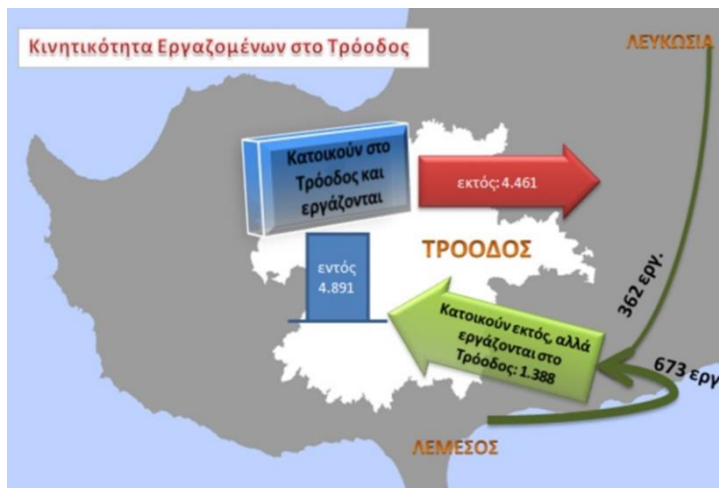 Κινητικότητα Εργαζομένων στο Τρόοδος
ΛΕΥΚΩΣΙΑ
Κατοικούν στο
Τρόοδος και
εργάζονται
εκτός: 4.461
ΤΡΟΟΔΟΣ
εντός
4.891
362 εργ.
Κατοικούν εκτός, αλλά
εργάζονται στο
Τρόοδος: 1.388
673 εργ
ΛΕΜΕΣΟΣ